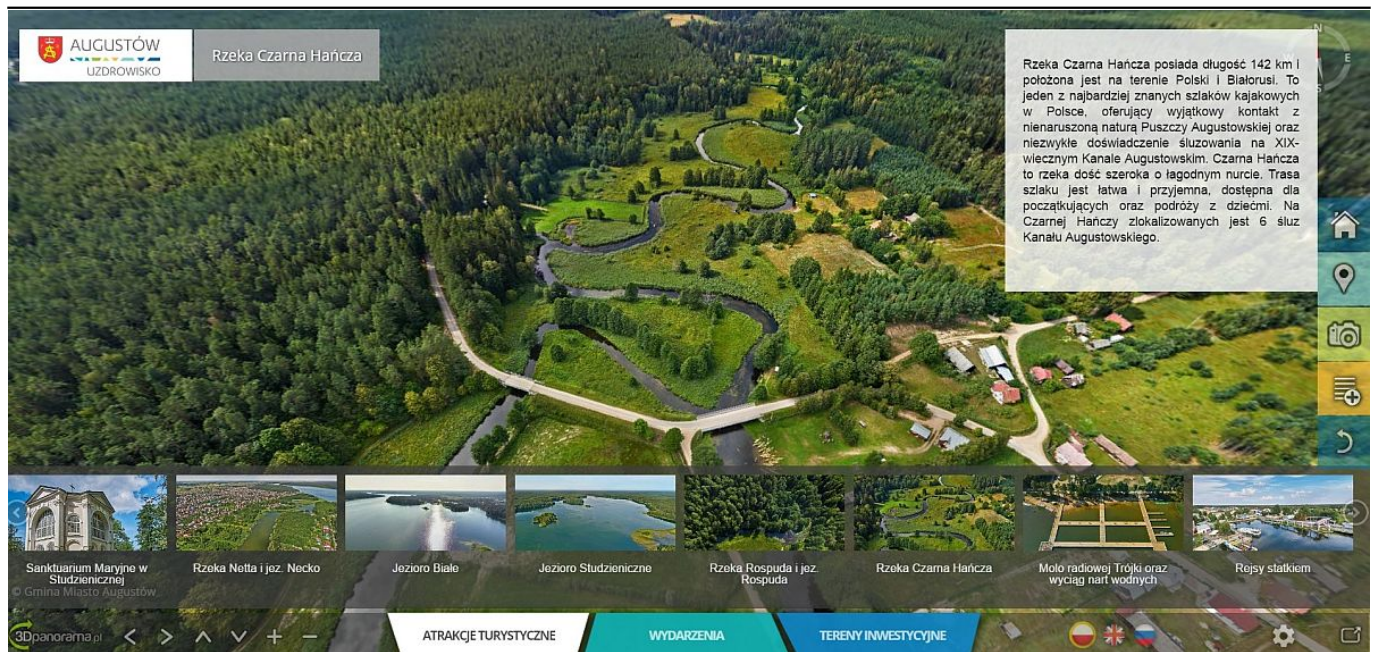 AUGUSTÓW
UZDROWISKO
Rzeka Czarna Hańcza
N
E
S
Rzeka Czarna Hańcza posiada długość 142 km i
położona jest na terenie Polski i Białorusi. To
jeden z najbardziej znanych szlaków kajakowych
w Polsce, oferujący wyjątkowy kontakt z
nienaruszoną naturą Puszczy Augustowskiej oraz
niezwykłe doświadczenie śluzowania na XIX-
wiecznym Kanale Augustowskim. Czarna Hańcza
to rzeka dość szeroka o łagodnym nurcie. Trasa
szlaku jest łatwa i przyjemna, dostępna dla
początkujących oraz podróży z dziećmi. Na
Czarnej Hańczy zlokalizowanych jest 6 śluz
Kanału Augustowskiego.
Sanktuarium Maryjne w
Studzienicznej
Rzeka Netta i jez. Necko
Jezioro Białe
Jezioro Studzieniczne
Rzeka Rospuda i jez.
Rospuda
Rzeka Czarna Hańcza
Molo radiowej Trójki oraz
wyciąg nart wodnych
Rejsy statkiem
© Gmina Miasto Augustów
3Dpanorama.pl
ATRAKCJE TURYSTYCZNE
WYDARZENIA
TERENY INWESTYCYJNE